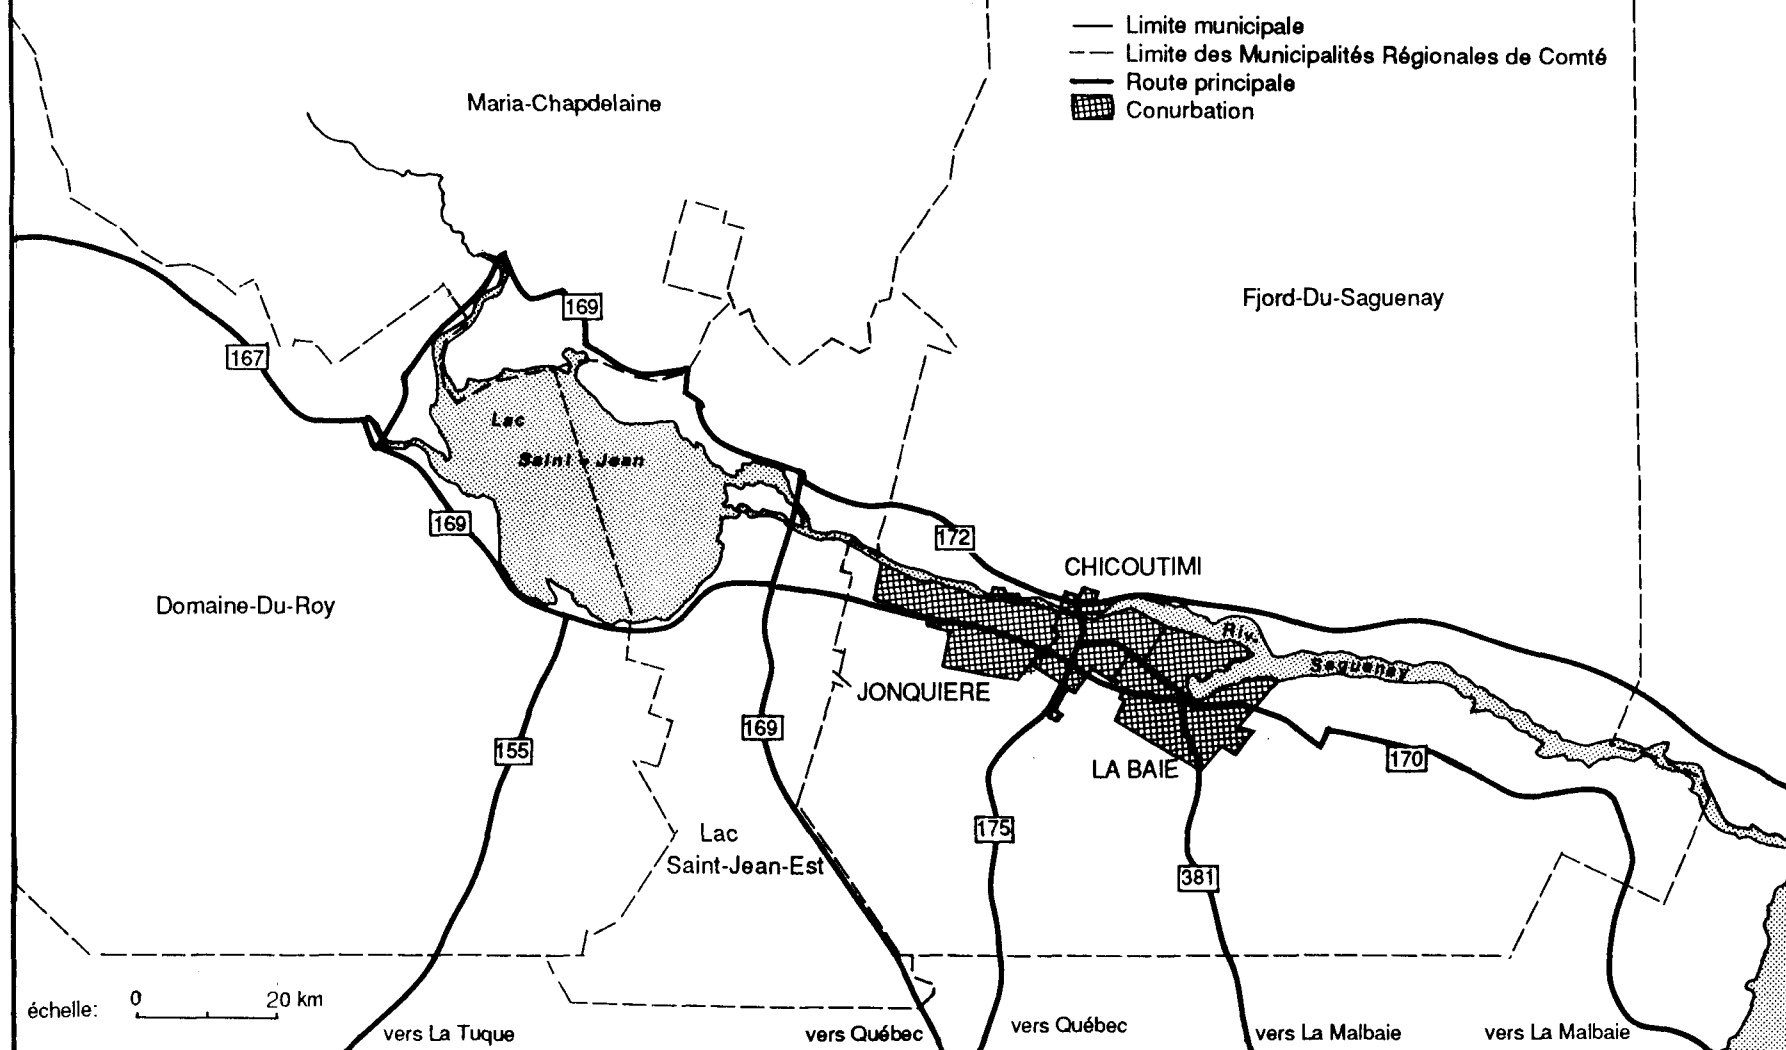 Limite municipale
Limite des Municipalités Régionales de Comté
Route principale
Conurbation
Maria-Chapdelaine
Fjord-Du-Saguenay
169
167
Lac
Saint-Jean
169
172
CHICOUTIMI
Domaine-Du-Roy
Riv.
Saguenay
JONQUIERE
169
155
LA BAIE
170
175
Lac
Saint-Jean-Est
381
échelle: 0 20 km
vers La Tuque
vers Québec
vers Québec
vers La Malbaie
vers La Malbaie